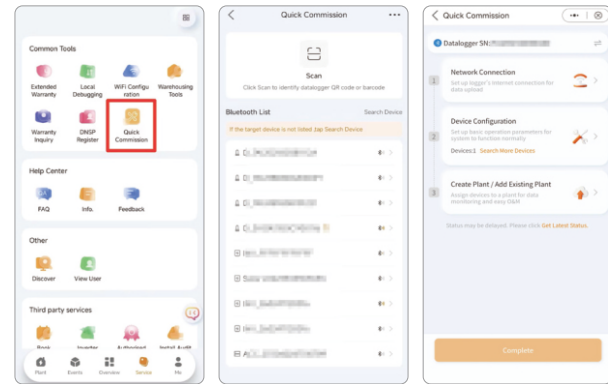 Common Tools
Extended
Warranty
Local
Debugging
WiFi Configu
ration
Warehousing
Tools
Warranty
Inquiry
DNSP
Register
Quick
Commission
Help Center
FAQ
Info.
Feedback
Other
Discover
View User
Third party services
Plant
Events
Overview
Service
Me
Quick Commission
Scan
Click Scan to identify datalogger QR code or barcode
Bluetooth List
Search Device
If the target device is not listed ,tap Search Device
Quick Commission
Datalogger SN:
1
Network Connection
Set up logger's internet connection for
data upload
2
Device Configuration
Set up basic operation parameters for
system to function normally
Devices:1 Search More Devices
3
Create Plant / Add Existing Plant
Assign devices to a plant for data
monitoring and easy O&M
Status may be delayed. Please click Get Latest Status.
Complete